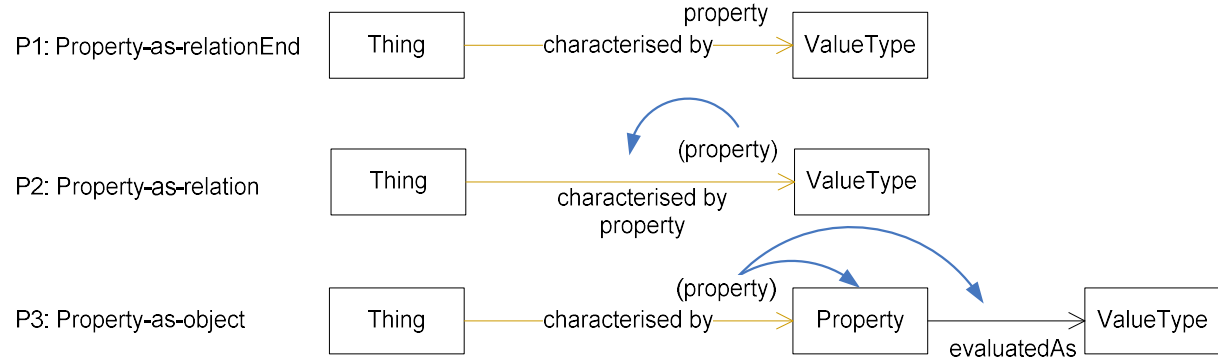 property
P1: Property-as-relationEnd
Thing
characterised by
ValueType
(property)
P2: Property-as-relation
Thing
ValueType
characterised by
property
(property)
P3: Property-as-object
Thing
characterised by
Property
ValueType
evaluatedAs